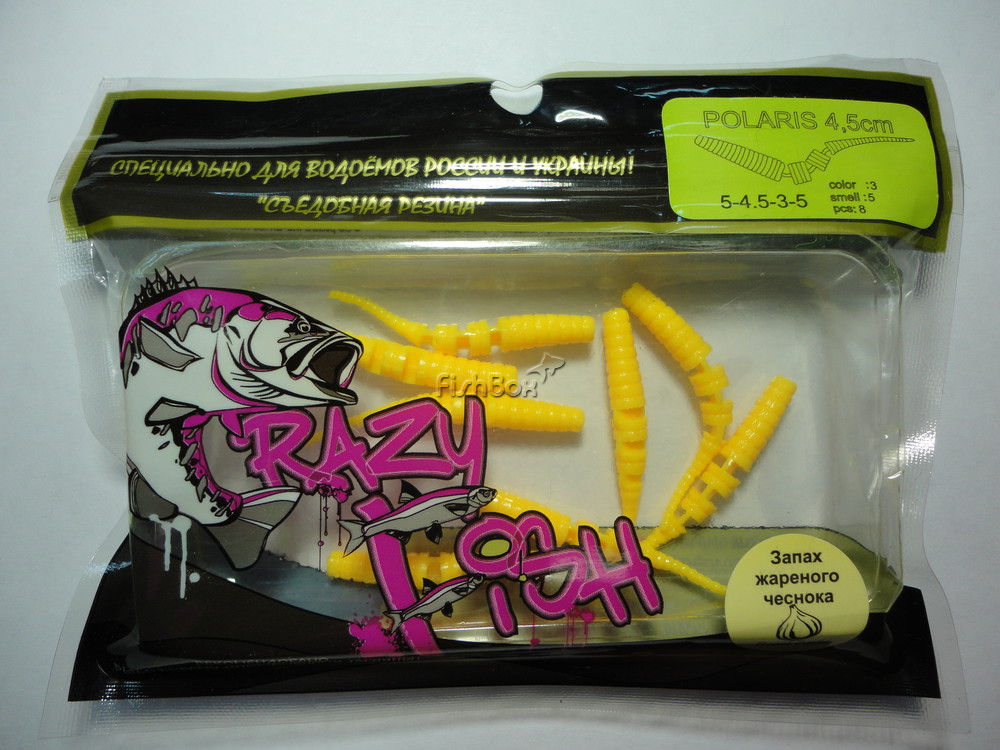 СПЕЦИАЛЬНО ДЛЯ ВОДОЁМОВ РОССИИ И УКРАИНЫ!
"СЪЕДОБНАЯ РЕЗИНА"
POLARIS 4,5cm
5-4.5-3-5
color :3
smell :5
pcs: 8
FishBox
CRAZY
FISH
Запах
жареного
чеснока